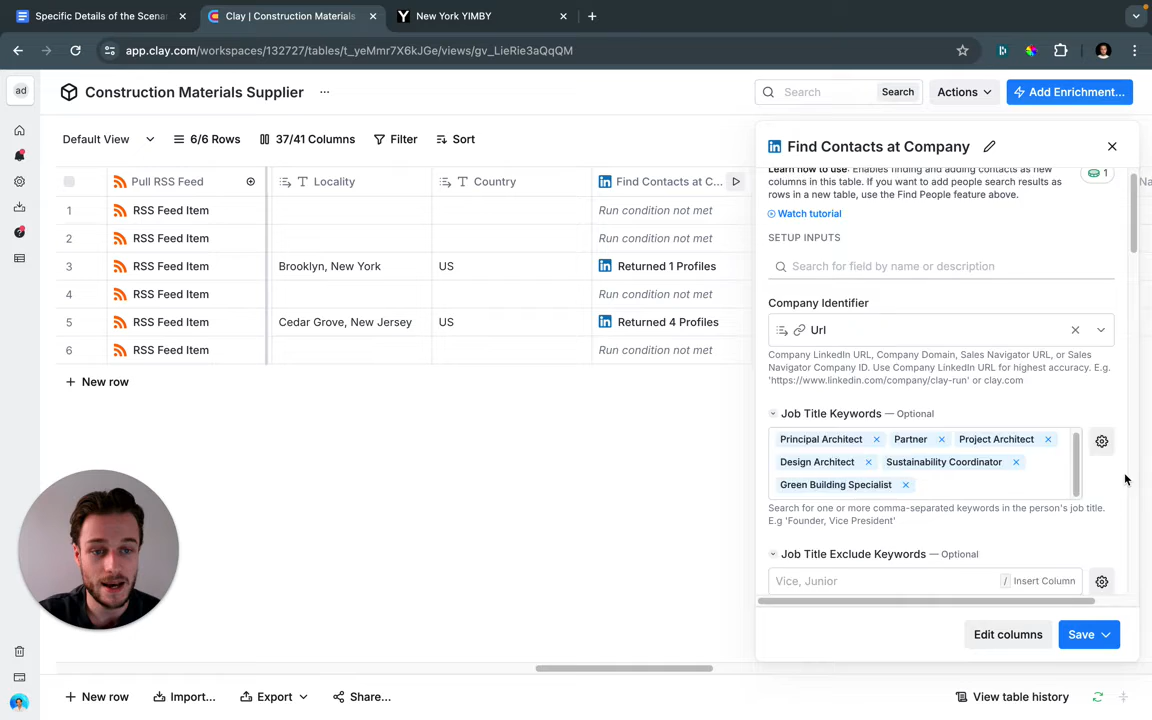 Specific Details of the Scenar
Clay | Construction Materials
New York YIMBY
app.clay.com/workspaces/132727/tables/t_yeMmr7X6kJGe/views/gv_LieRie3aQqQM
ad
Construction Materials Supplier
Search
Search
Actions
Add Enrichment...
Default View
6/6 Rows
37/41 Columns
Filter
Sort
Pull RSS Feed
Locality
Country
Find Contacts at C...
1 RSS Feed Item Run condition not met
2 RSS Feed Item Run condition not met
3 RSS Feed Item Brooklyn, New York US Returned 1 Profiles
4 RSS Feed Item Run condition not met
5 RSS Feed Item Cedar Grove, New Jersey US Returned 4 Profiles
6 RSS Feed Item Run condition not met
+ New row
Find Contacts at Company
Learn how to use: Enables finding and adding contacts as new
columns in this table. If you want to add people search results as
rows in a new table, use the Find People feature above.
1
Watch tutorial
SETUP INPUTS
Search for field by name or description
Company Identifier
Url
Company LinkedIn URL, Company Domain, Sales Navigator URL, or Sales
Navigator Company ID. Use Company LinkedIn URL for highest accuracy. E.g.
'https://www.linkedin.com/company/clay-run' or clay.com
Job Title Keywords — Optional
Principal Architect Partner Project Architect
Design Architect Sustainability Coordinator
Green Building Specialist
Search for one or more comma-separated keywords in the person's job title.
E.g 'Founder, Vice President'
Job Title Exclude Keywords — Optional
Vice, Junior
/ Insert Column
Edit columns
Save
+ New row
Import...
Export
Share...
View table history